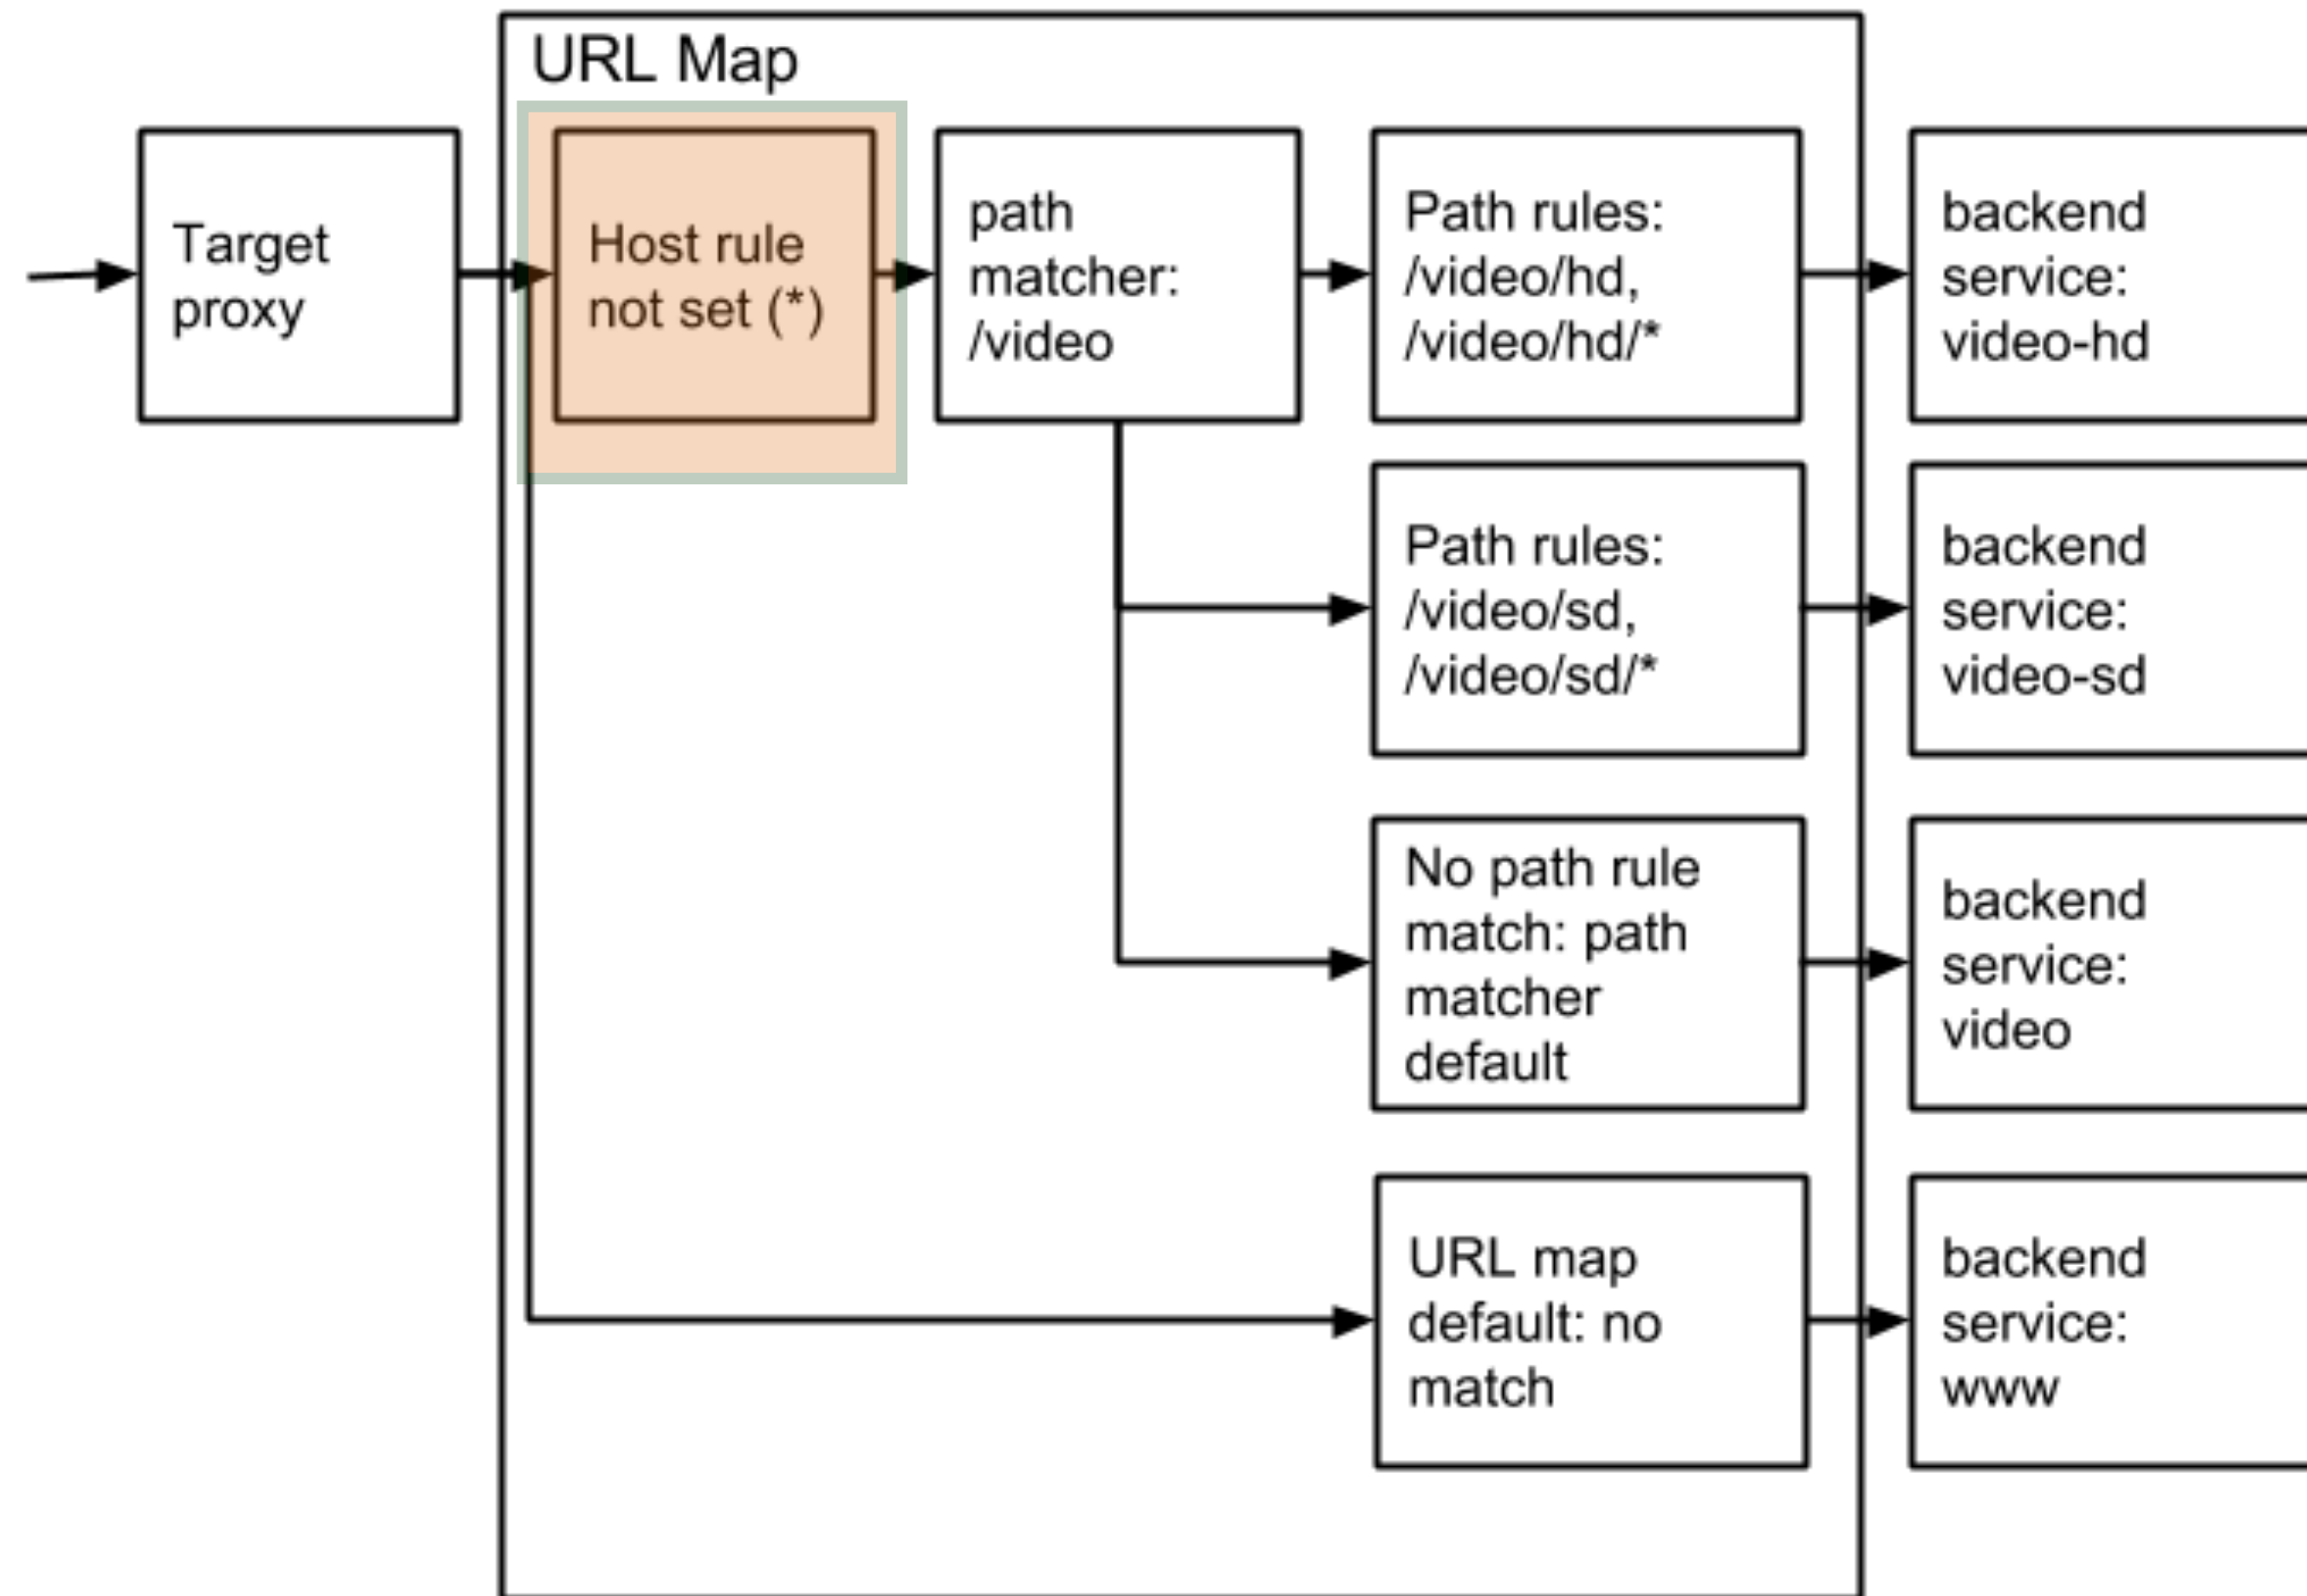 URL Map
Target
proxy
Host rule
not set (*)
path
matcher:
/video
Path rules:
/video/hd,
/video/hd/*
backend
service:
video-hd
Path rules:
/video/sd,
/video/sd/*
backend
service:
video-sd
No path rule
match: path
matcher
default
backend
service:
video
URL map
default: no
match
backend
service:
www